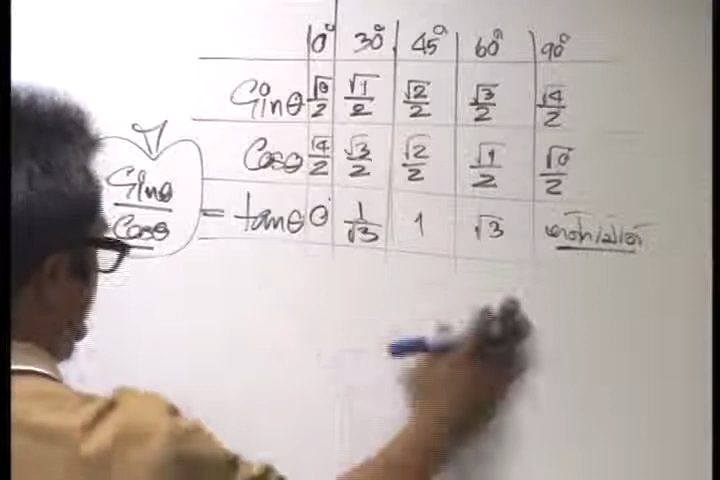 0° 30° 45° 60° 90°
Sinθ √0/2 √1/2 √2/2 √3/2 √4/2
Cosθ √4/2 √3/2 √2/2 √1/2 √0/2
Sinθ/Cosθ = tanθ 0 1/√3 1 √3 หาค่าไม่ได้